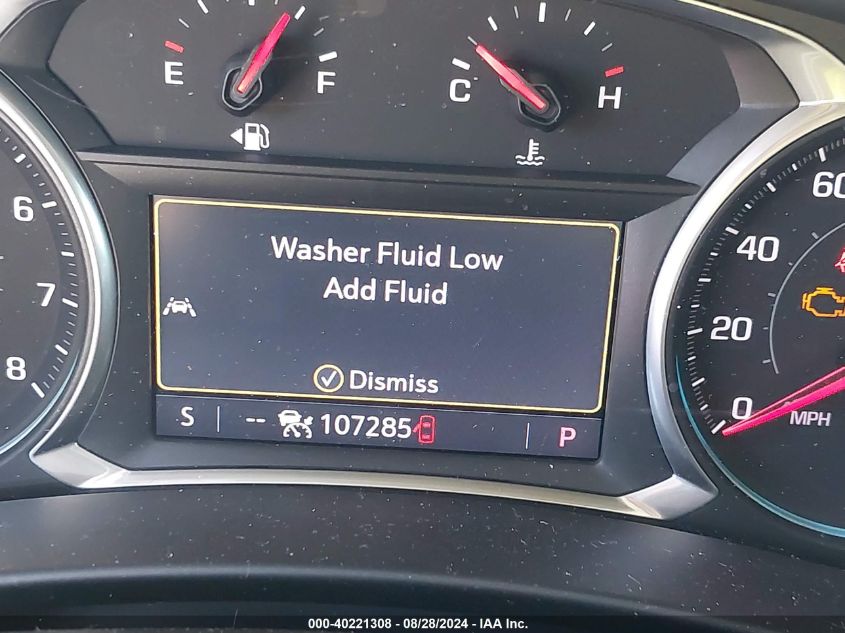 E F
C H
6
7
8
60
40
20
0
MPH
Washer Fluid Low
Add Fluid
Dismiss
S -- 107285 P
000-40221308 - 08/28/2024 - IAA Inc.